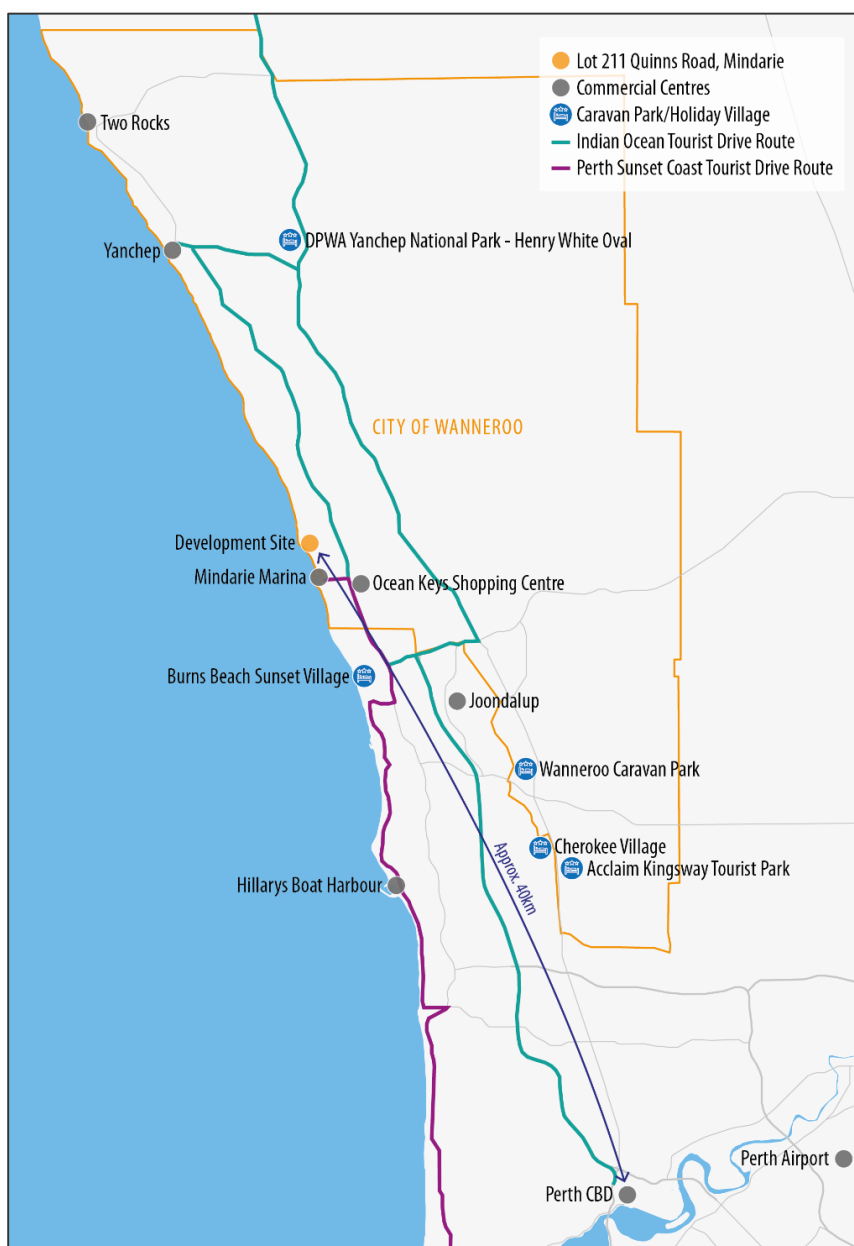 Lot 211 Quinns Road, Mindarie
Commercial Centres
Caravan Park/Holiday Village
Indian Ocean Tourist Drive Route
Perth Sunset Coast Tourist Drive Route
Two Rocks
DPWA Yanchep National Park - Henry White Oval
Yanchep
CITY OF WANNEROO
Development Site
Mindarie Marina
Ocean Keys Shopping Centre
Burns Beach Sunset Village
Joondalup
Wanneroo Caravan Park
Cherokee Village
Acclaim Kingsway Tourist Park
Approx. 40km
Hillarys Boat Harbour
Perth Airport
Perth CBD